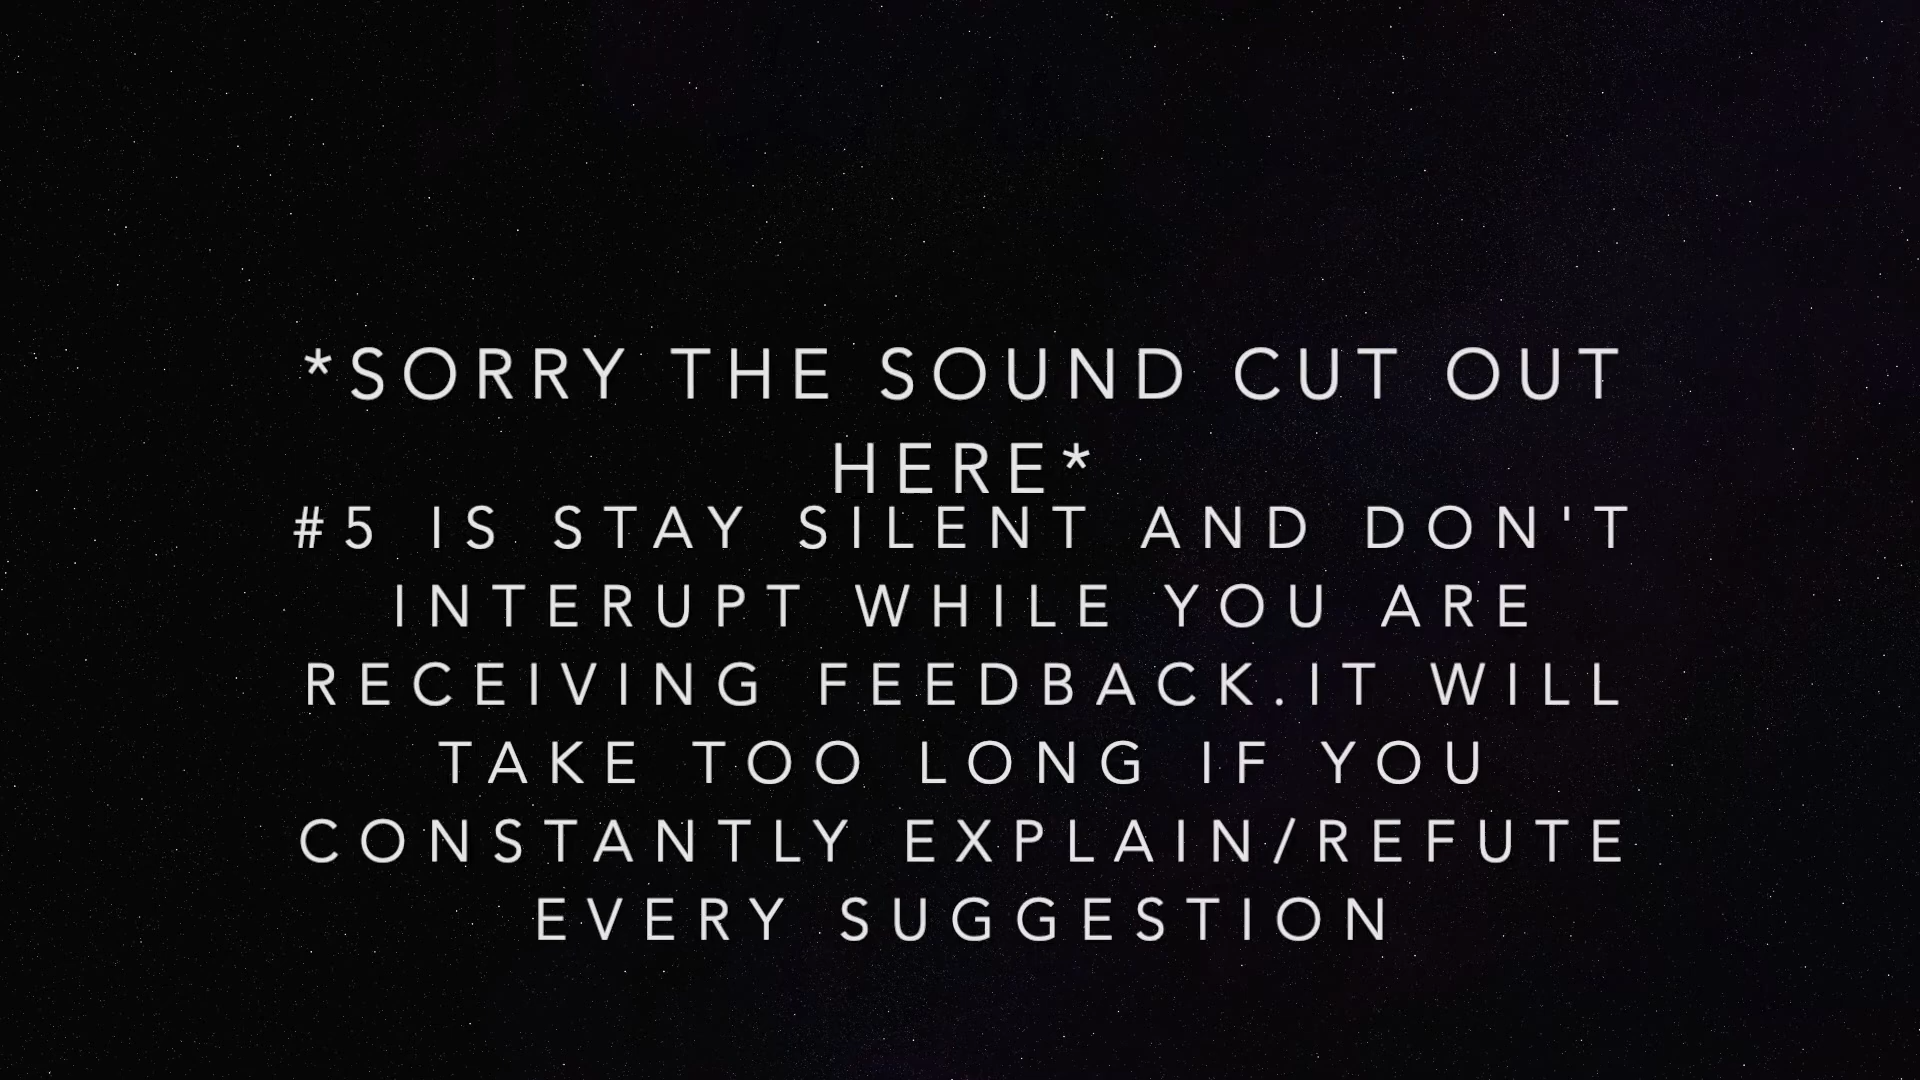 *SORRY THE SOUND CUT OUT
HERE*
#5 IS STAY SILENT AND DON'T
INTERUPT WHILE YOU ARE
RECEIVING FEEDBACK.IT WILL
TAKE TOO LONG IF YOU
CONSTANTLY EXPLAIN/REFUTE
EVERY SUGGESTION